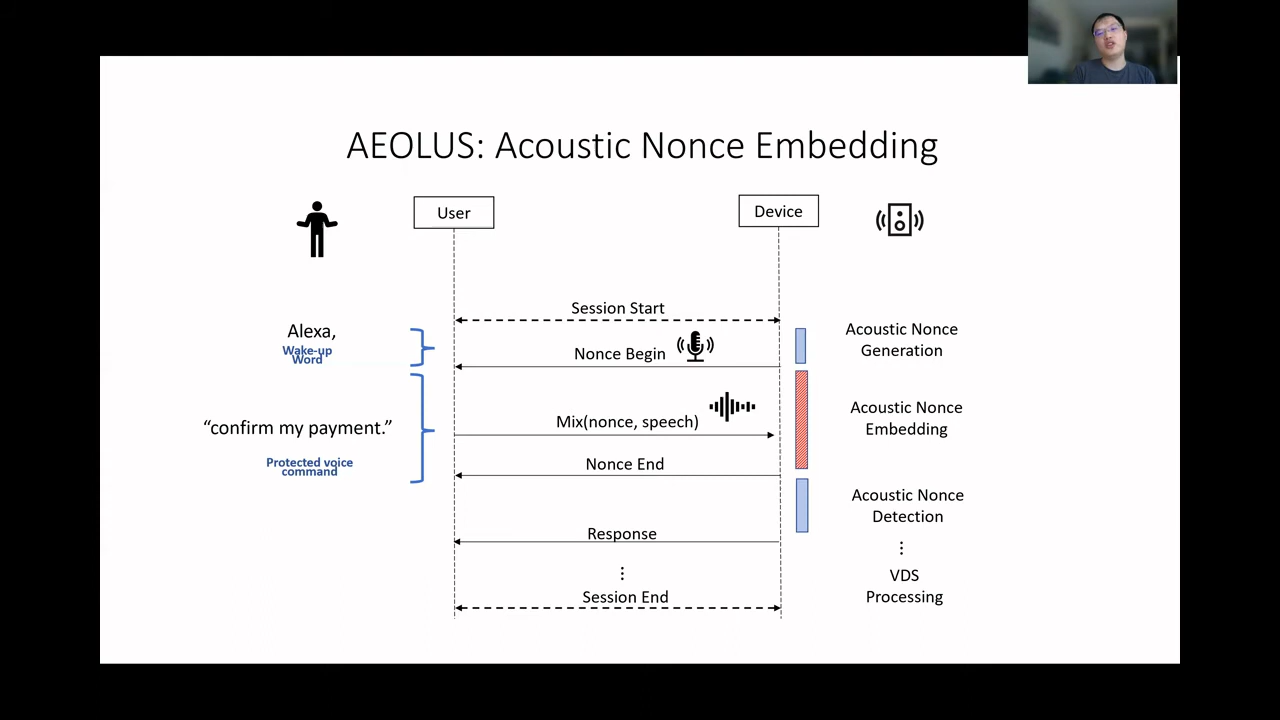 AEOLUS: Acoustic Nonce Embedding
User
Device
Session Start
Alexa,
Wake-up
Word
Nonce Begin
Acoustic Nonce
Generation
"confirm my payment."
Protected voice
command
Mix(nonce, speech)
Acoustic Nonce
Embedding
Nonce End
Acoustic Nonce
Detection
Response
⋮
⋮
VDS
Processing
Session End